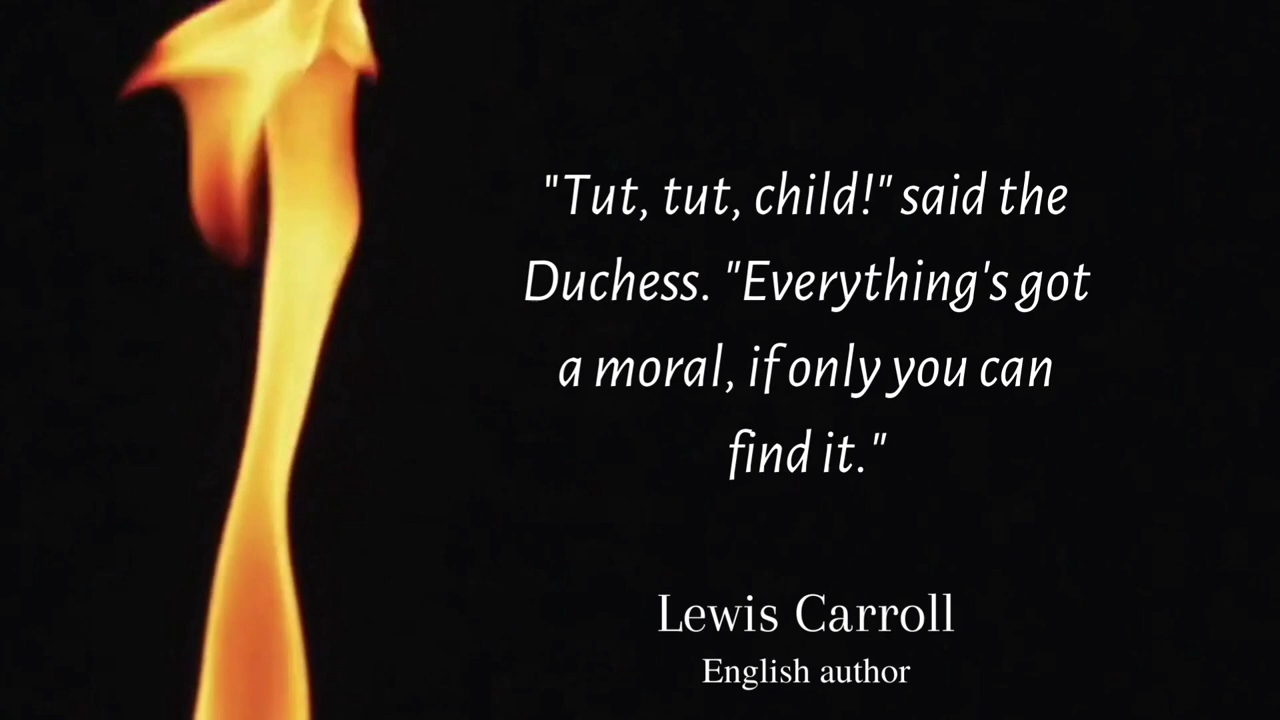 "Tut, tut, child!" said the
Duchess. "Everything's got
a moral, if only you can
find it."
Lewis Carroll
English author